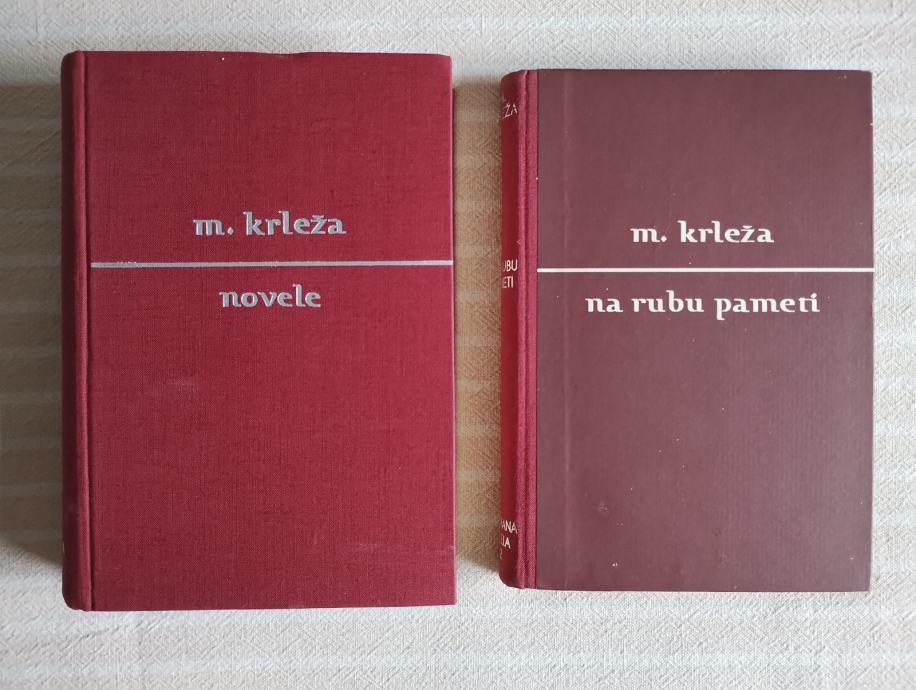 m. krleža
novele
m. krleža
na rubu pameti